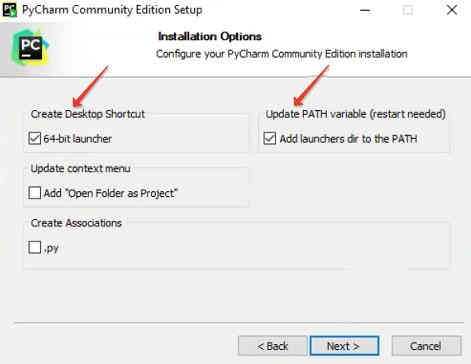 PyCharm Community Edition Setup
PC
Installation Options
Configure your PyCharm Community Edition installation
Create Desktop Shortcut
64-bit launcher
Update PATH variable (restart needed)
Add launchers dir to the PATH
Update context menu
Add "Open Folder as Project"
Create Associations
.py
< Back
Next >
Cancel